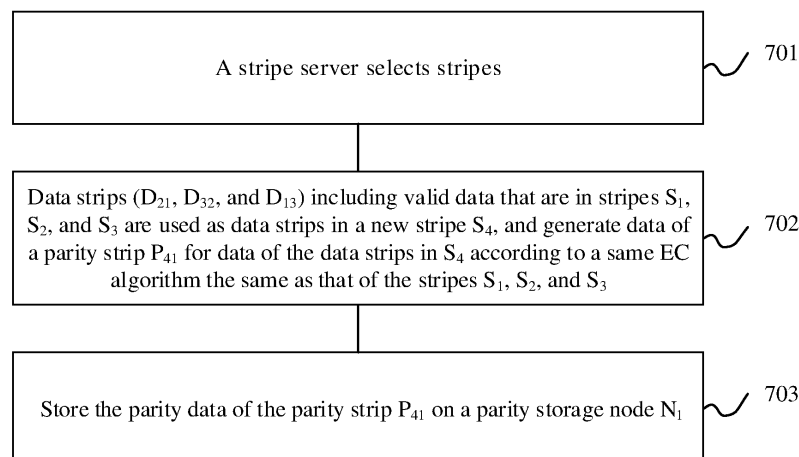 A stripe server selects stripes
701
Data strips (D₂₁, D₃₂, and D₁₃) including valid data that are in stripes S₁,
S₂, and S₃ are used as data strips in a new stripe S₄, and generate data of
a parity strip P₄₁ for data of the data strips in S₄ according to a same EC
algorithm the same as that of the stripes S₁, S₂, and S₃
702
Store the parity data of the parity strip P₄₁ on a parity storage node N₁
703